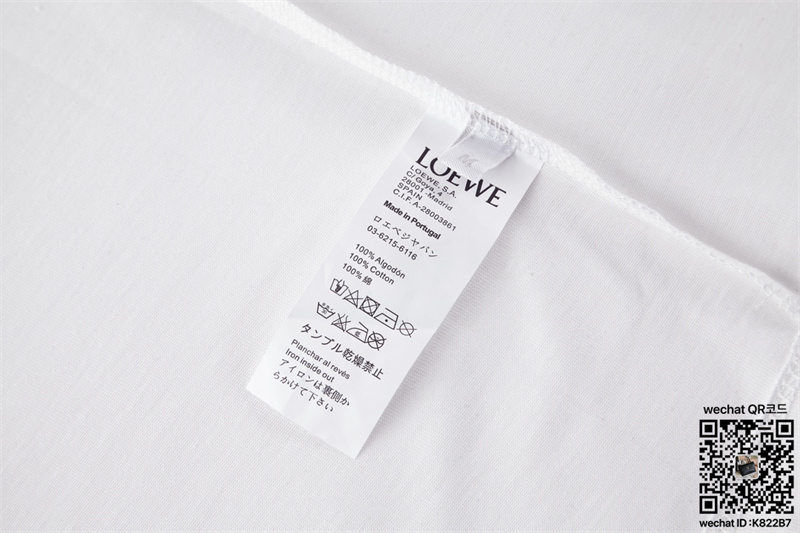 LOEWE
LOEWE, S.A.
C/Goya, 4
28001-Madrid
SPAIN
C.I.F. A-28003861
Made in Portugal
ロエベジャパン
03-6215-6116
100% Algodón
100% Cotton
100% 綿
タンブル乾燥禁止
Planchar al revés
Iron inside out
アイロンは裏側か
らかけて下さい
wechat QR코드
wechat ID :K822B7